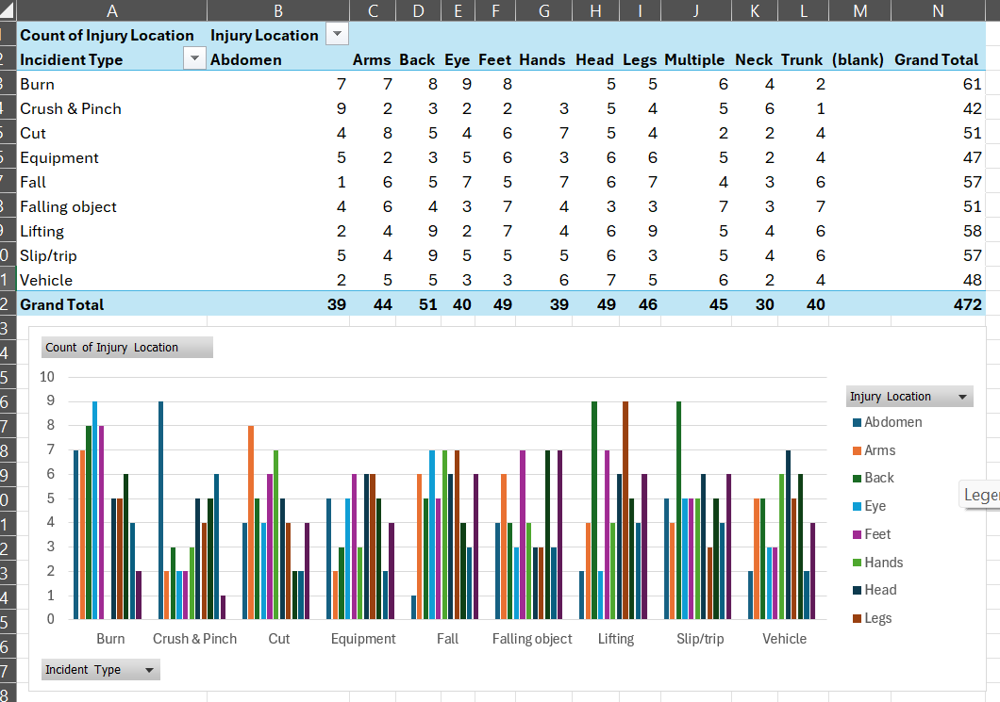 A B C D E F G H I J K L M N
Count of Injury Location Injury Location
Incidient Type Abdomen Arms Back Eye Feet Hands Head Legs Multiple Neck Trunk (blank) Grand Total
Burn 7 7 8 9 8 5 5 6 4 2 61
Crush & Pinch 9 2 3 2 2 3 5 4 5 6 1 42
Cut 4 8 5 4 6 7 5 4 2 2 4 51
Equipment 5 2 3 5 6 3 6 6 5 2 4 47
Fall 1 6 5 7 5 7 6 7 4 3 6 57
Falling object 4 6 4 3 7 4 3 3 7 3 7 51
Lifting 2 4 9 2 7 4 6 9 5 4 6 58
Slip/trip 5 4 9 5 5 5 6 3 5 4 6 57
Vehicle 2 5 5 3 3 6 7 5 6 2 4 48
Grand Total 39 44 51 40 49 39 49 46 45 30 40 472
Count of Injury Location
10
9
8
7
6
5
4
3
2
1
0
Burn Crush & Pinch Cut Equipment Fall Falling object Lifting Slip/trip Vehicle
Incident Type
Injury Location
Abdomen
Arms
Back
Eye
Feet
Hands
Head
Legs
Lege